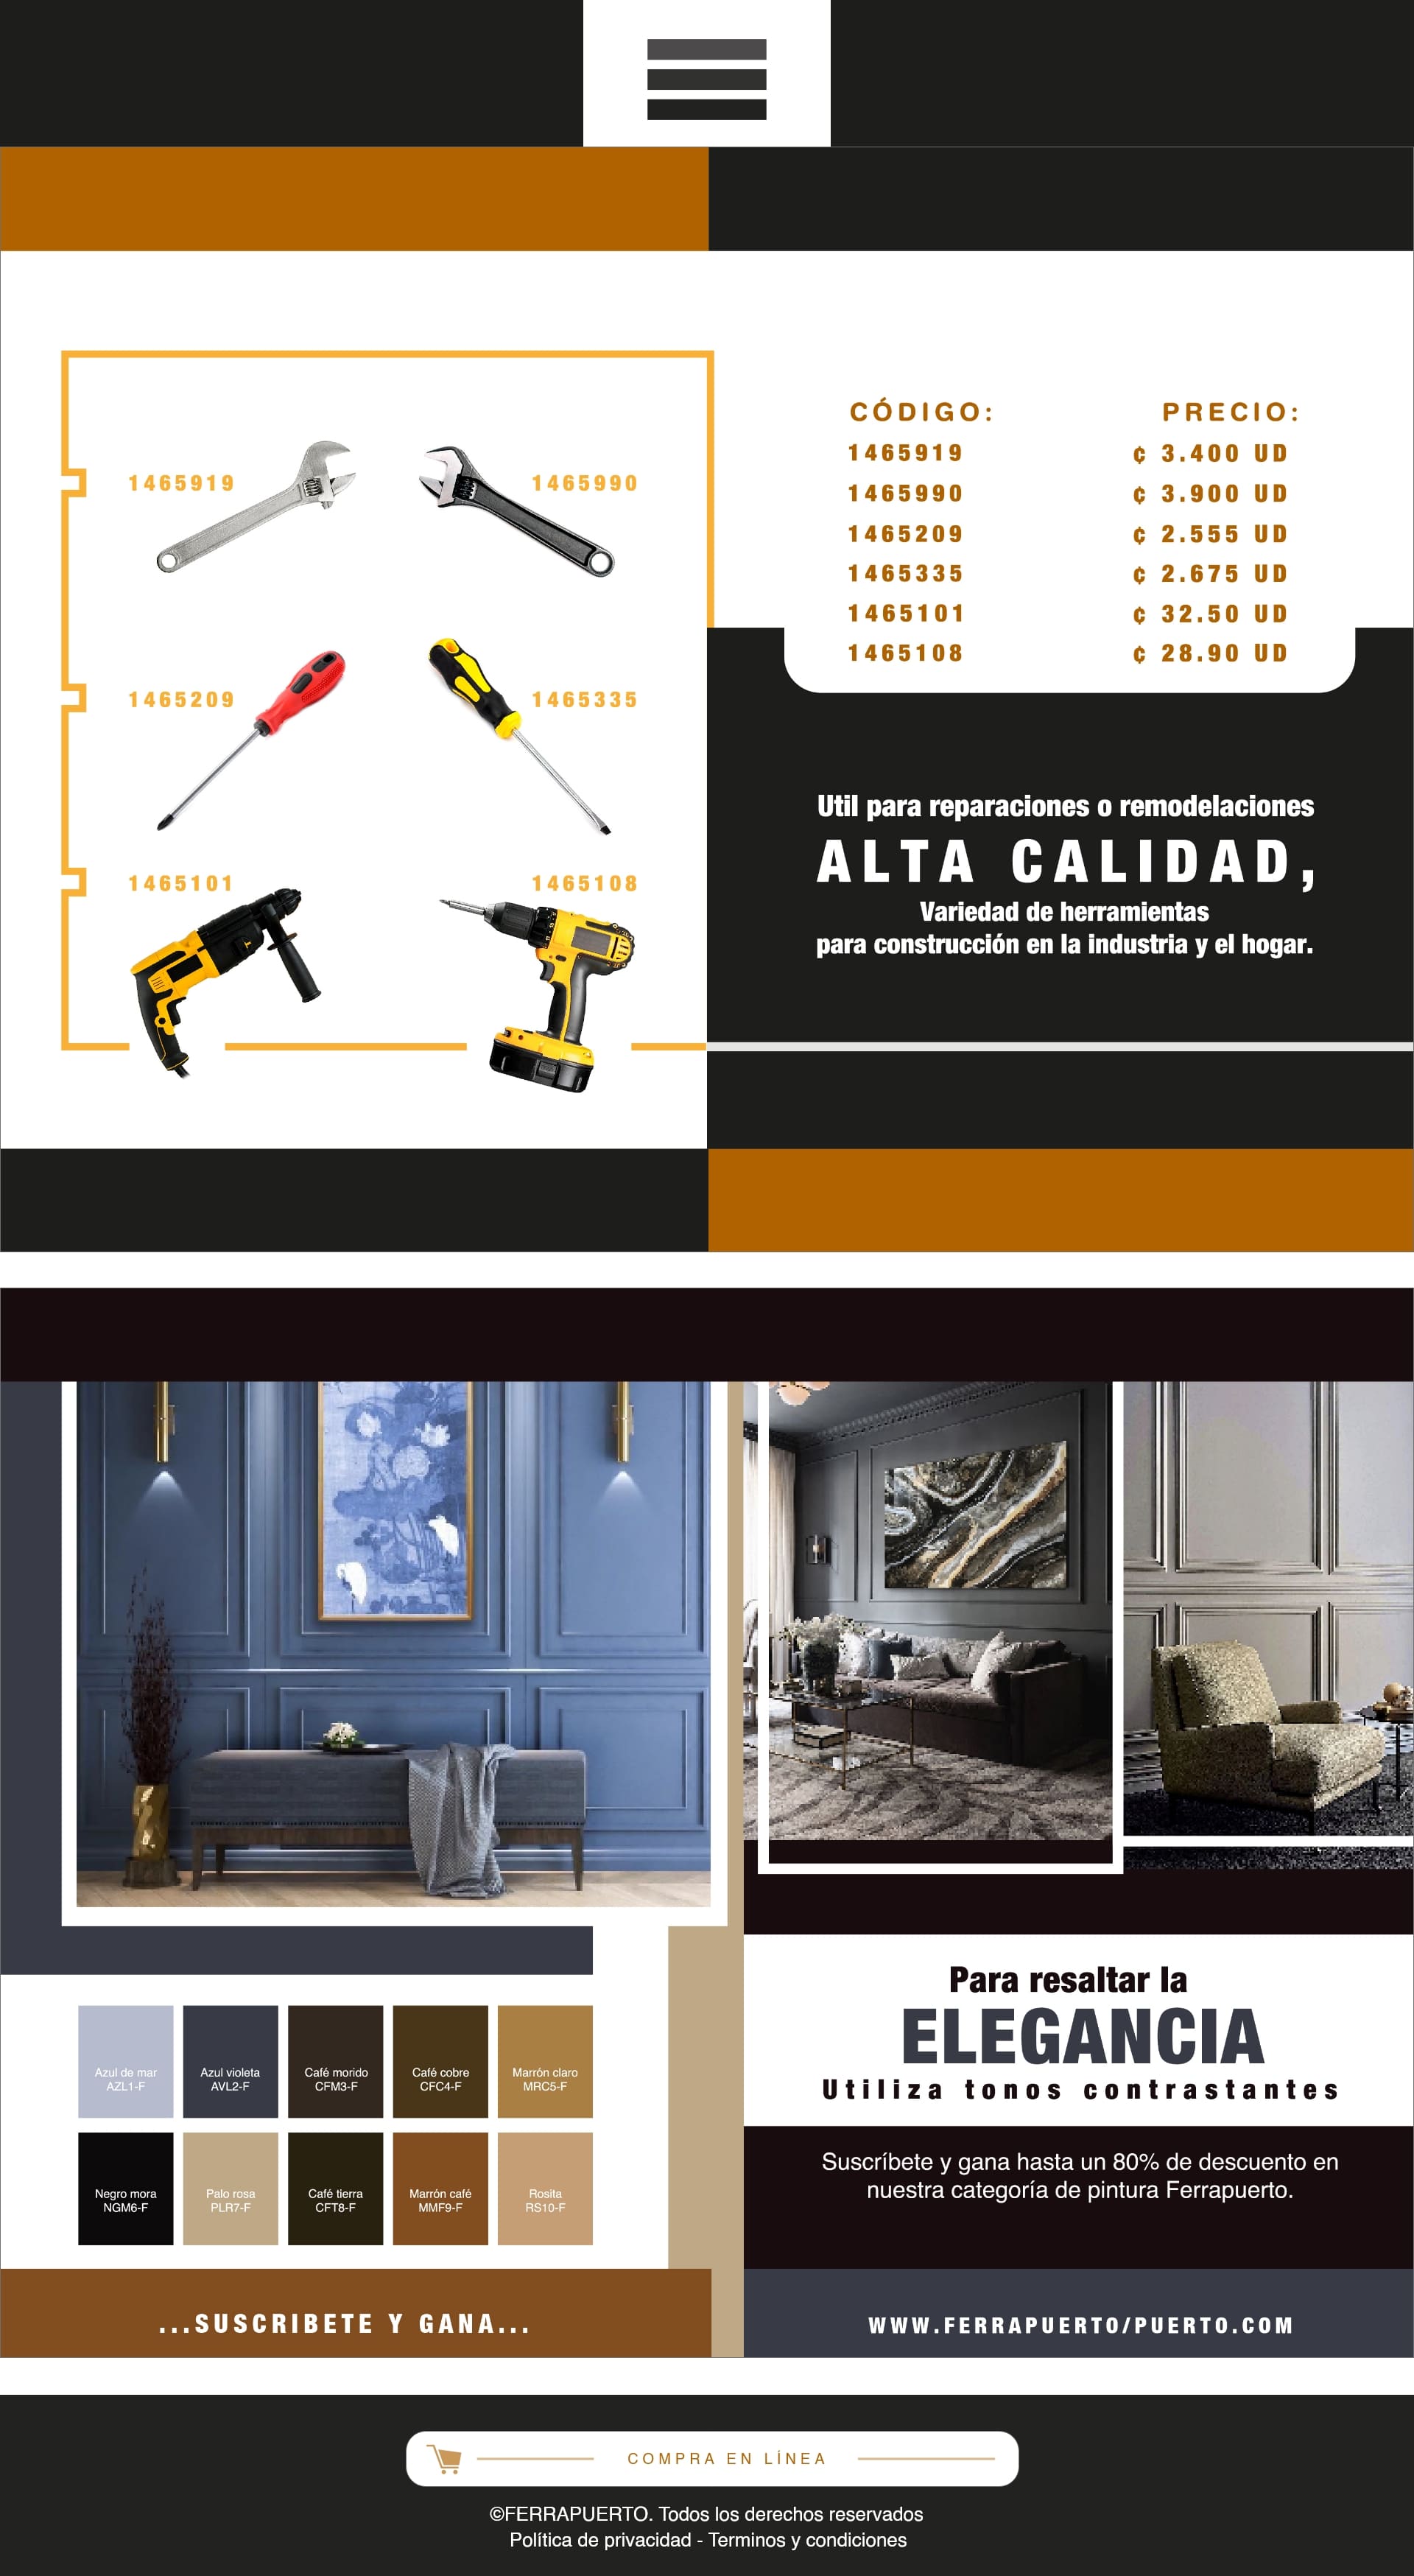 1465919
1465990
1465209
1465335
1465101
1465108
CÓDIGO: PRECIO:
1465919 ¢ 3.400 UD
1465990 ¢ 3.900 UD
1465209 ¢ 2.555 UD
1465335 ¢ 2.675 UD
1465101 ¢ 32.50 UD
1465108 ¢ 28.90 UD
Util para reparaciones o remodelaciones
ALTA CALIDAD,
Variedad de herramientas
para construcción en la industria y el hogar.
Azul de mar
AZL1-F
Azul violeta
AVL2-F
Café morido
CFM3-F
Café cobre
CFC4-F
Marrón claro
MRC5-F
Negro mora
NGM6-F
Palo rosa
PLR7-F
Café tierra
CFT8-F
Marrón café
MMF9-F
Rosita
RS10-F
...SUSCRIBETE Y GANA...
Para resaltar la
ELEGANCIA
Utiliza tonos contrastantes
Suscríbete y gana hasta un 80% de descuento en
nuestra categoría de pintura Ferrapuerto.
WWW.FERRAPUERTO/PUERTO.COM
COMPRA EN LÍNEA
©FERRAPUERTO. Todos los derechos reservados
Política de privacidad - Terminos y condiciones